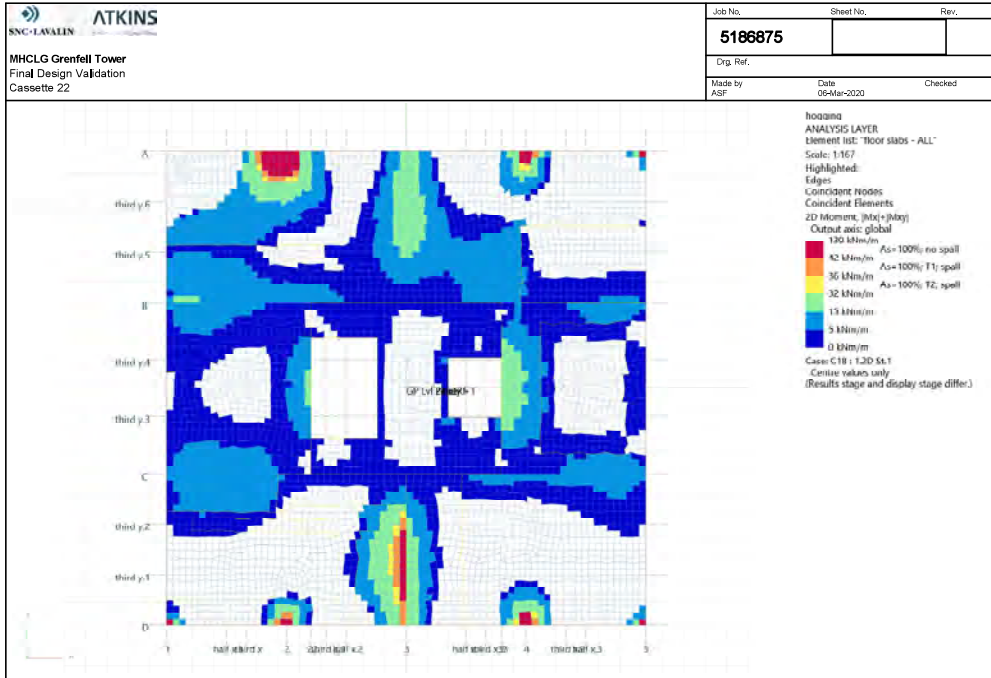 SNC·LAVALIN ATKINS
MHCLG Grenfell Tower
Final Design Validation
Cassette 22
Job No. Sheet No. Rev.
5186875
Drg. Ref.
Made by Date Checked
ASF 06-Mar-2020
hogging
ANALYSIS LAYER
Element list: "floor slabs - ALL"
Scale: 1:167
Highlighted:
Edges
Coincident Nodes
Coincident Elements
2D Moment, |Mx|+|Mxy|
Output axis: global
130 kNm/m
As=100%; no spall
42 kNm/m
As=100%; T1; spall
36 kNm/m
As=100%; T2; spall
32 kNm/m
13 kNm/m
5 kNm/m
0 kNm/m
Case: C18 : 1.2D St.1
Centre values only
(Results stage and display stage differ.)
A
third y.6
third y.5
B
third y.4
GP Lvl
third y.3
C
third y.2
third y.1
D
1 2 3 4 5